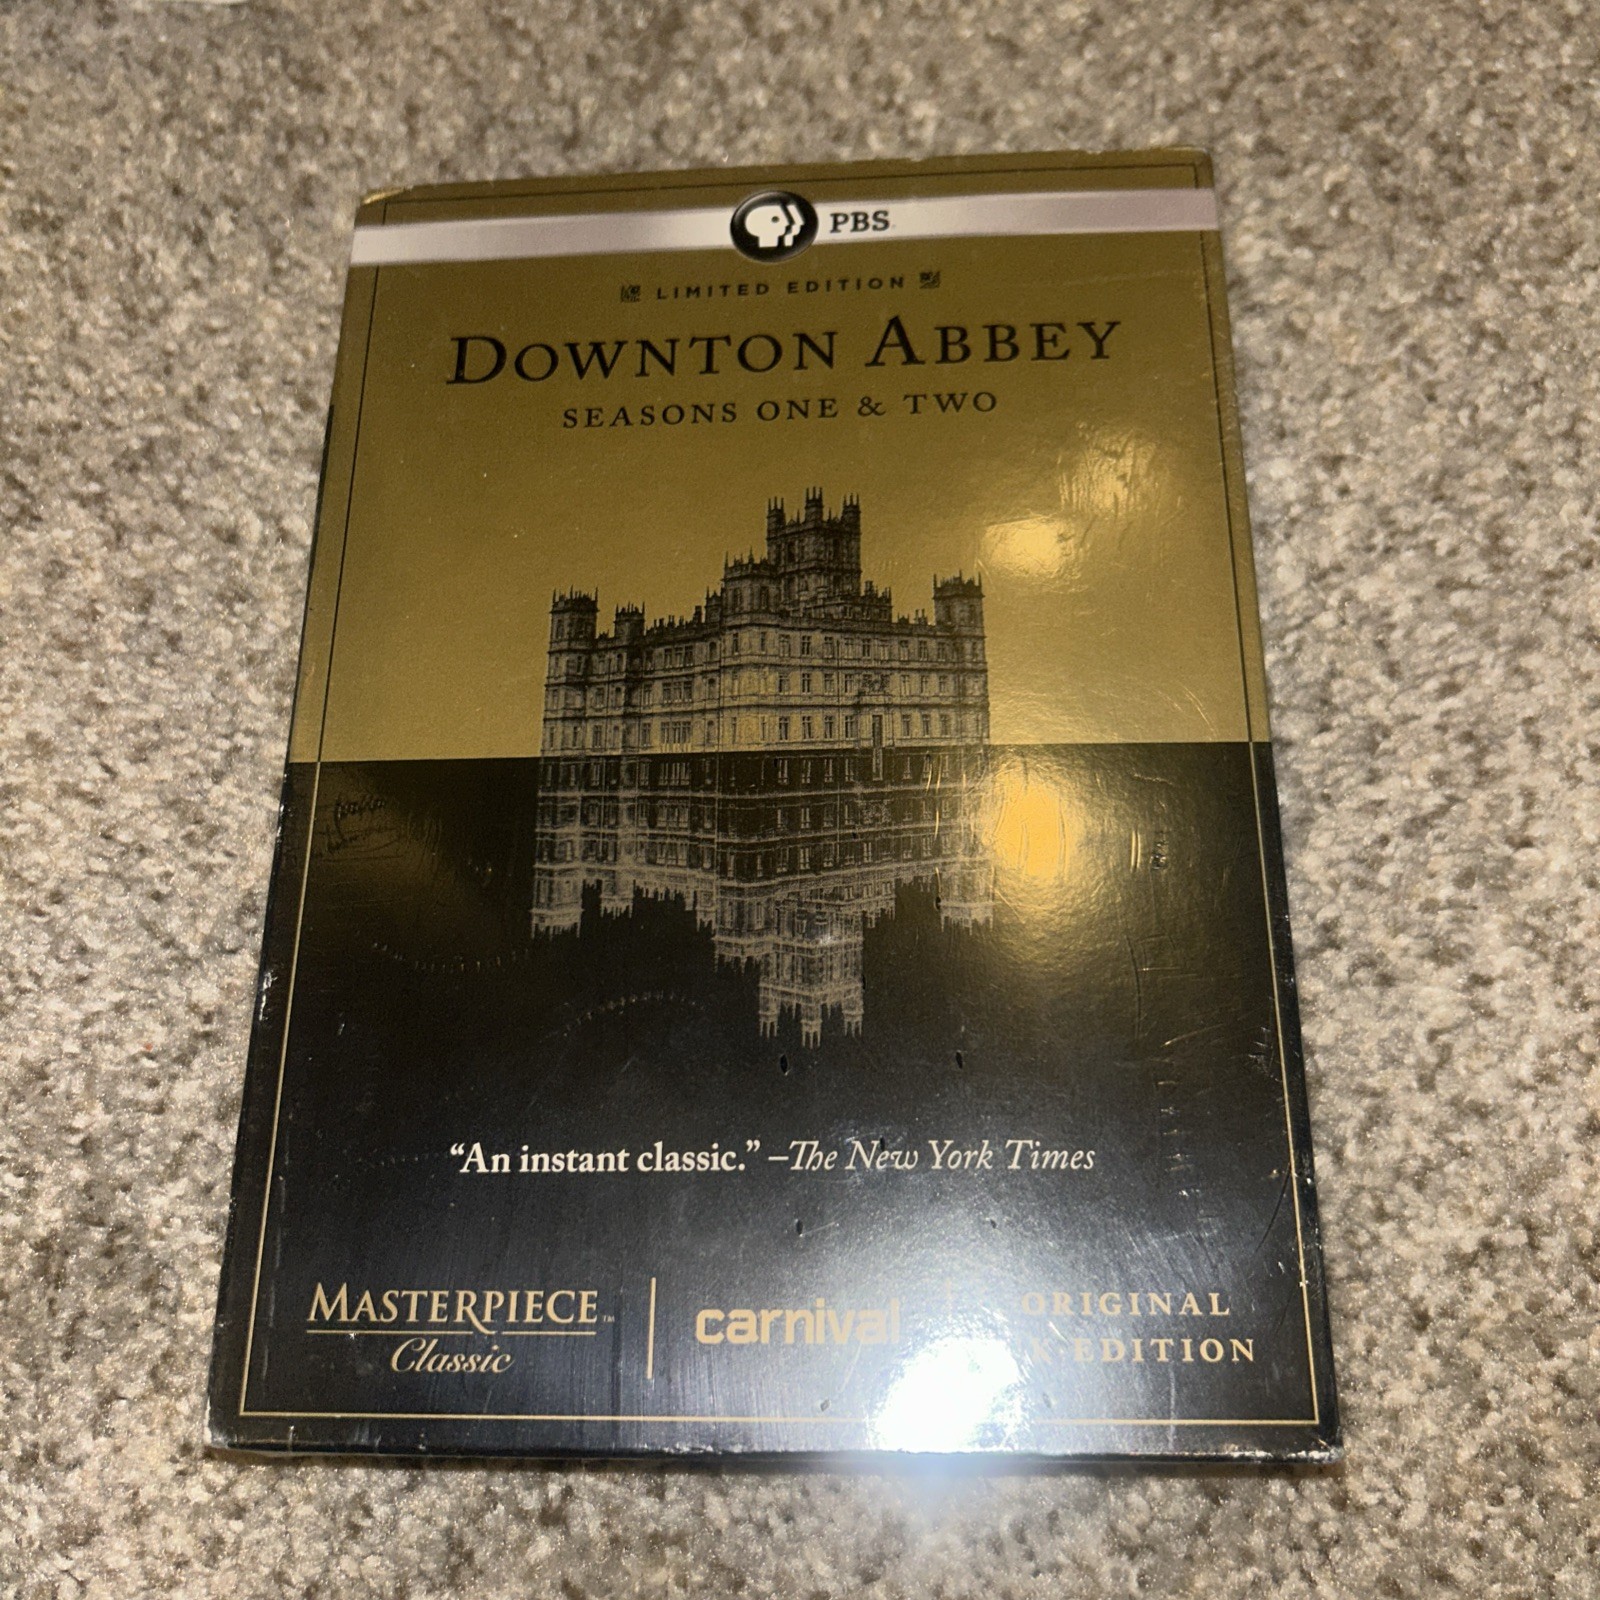 PBS
LIMITED EDITION
DOWNTON ABBEY
SEASONS ONE & TWO
“An instant classic.” –The New York Times
MASTERPIECE™
Classic
carnival
ORIGINAL
EDITION